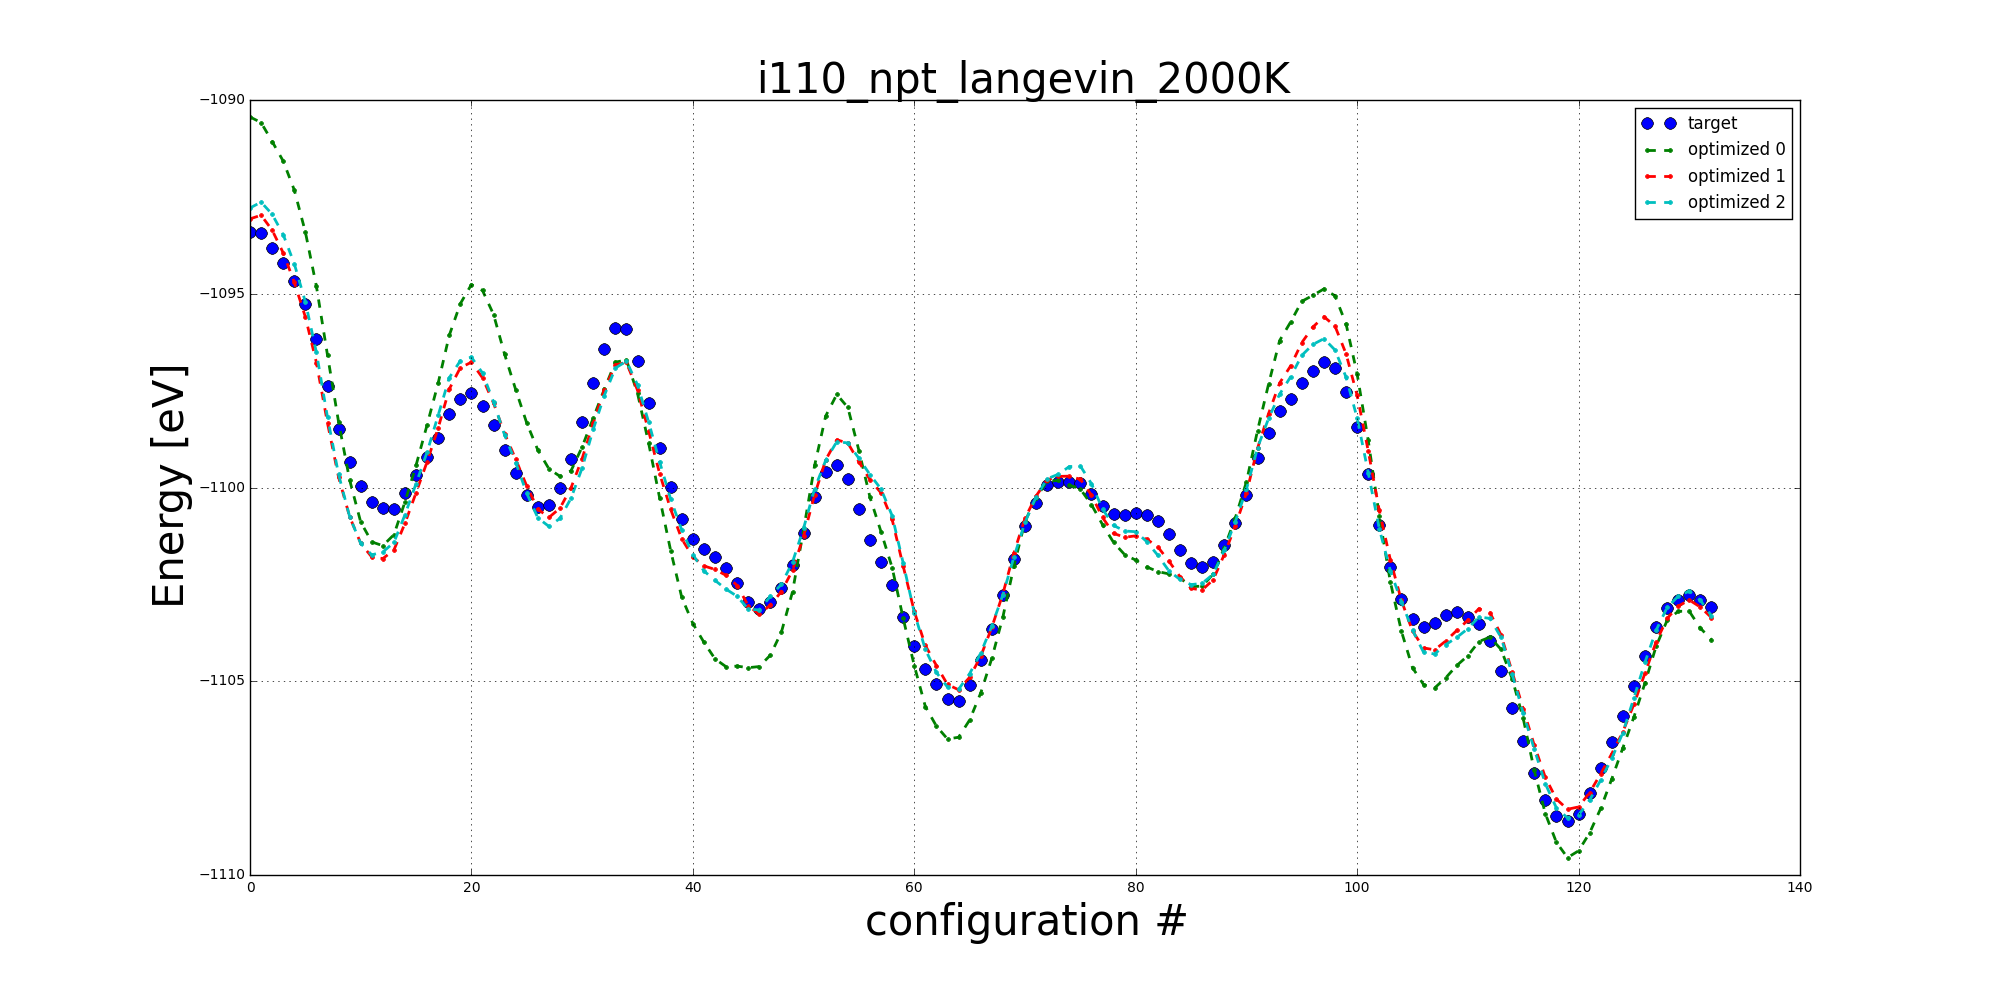 i110_npt_langevin_2000K
−1090
−1095
−1100
−1105
−1110
Energy [eV]
target
optimized 0
optimized 1
optimized 2
0 20 40 60 80 100 120 140
configuration #